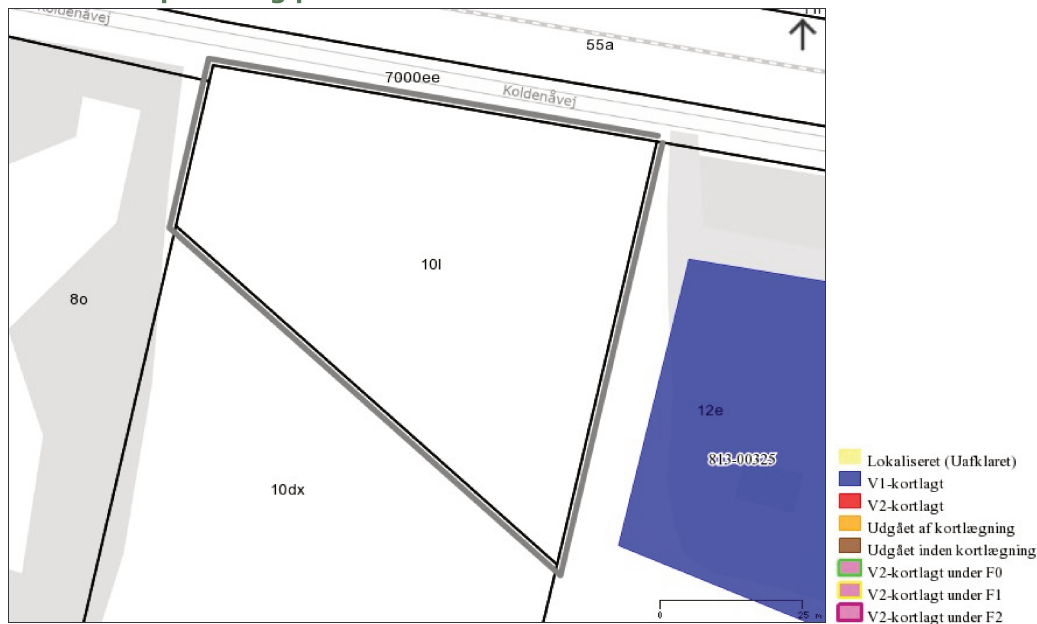 Koldenåvej
55a
7000ee
Koldenåvej
10l
8o
12e
813-00325
10dx
0 25 m
Lokaliseret (Uafklaret)
V1-kortlagt
V2-kortlagt
Udgået af kortlægning
Udgået inden kortlægning
V2-kortlagt under F0
V2-kortlagt under F1
V2-kortlagt under F2